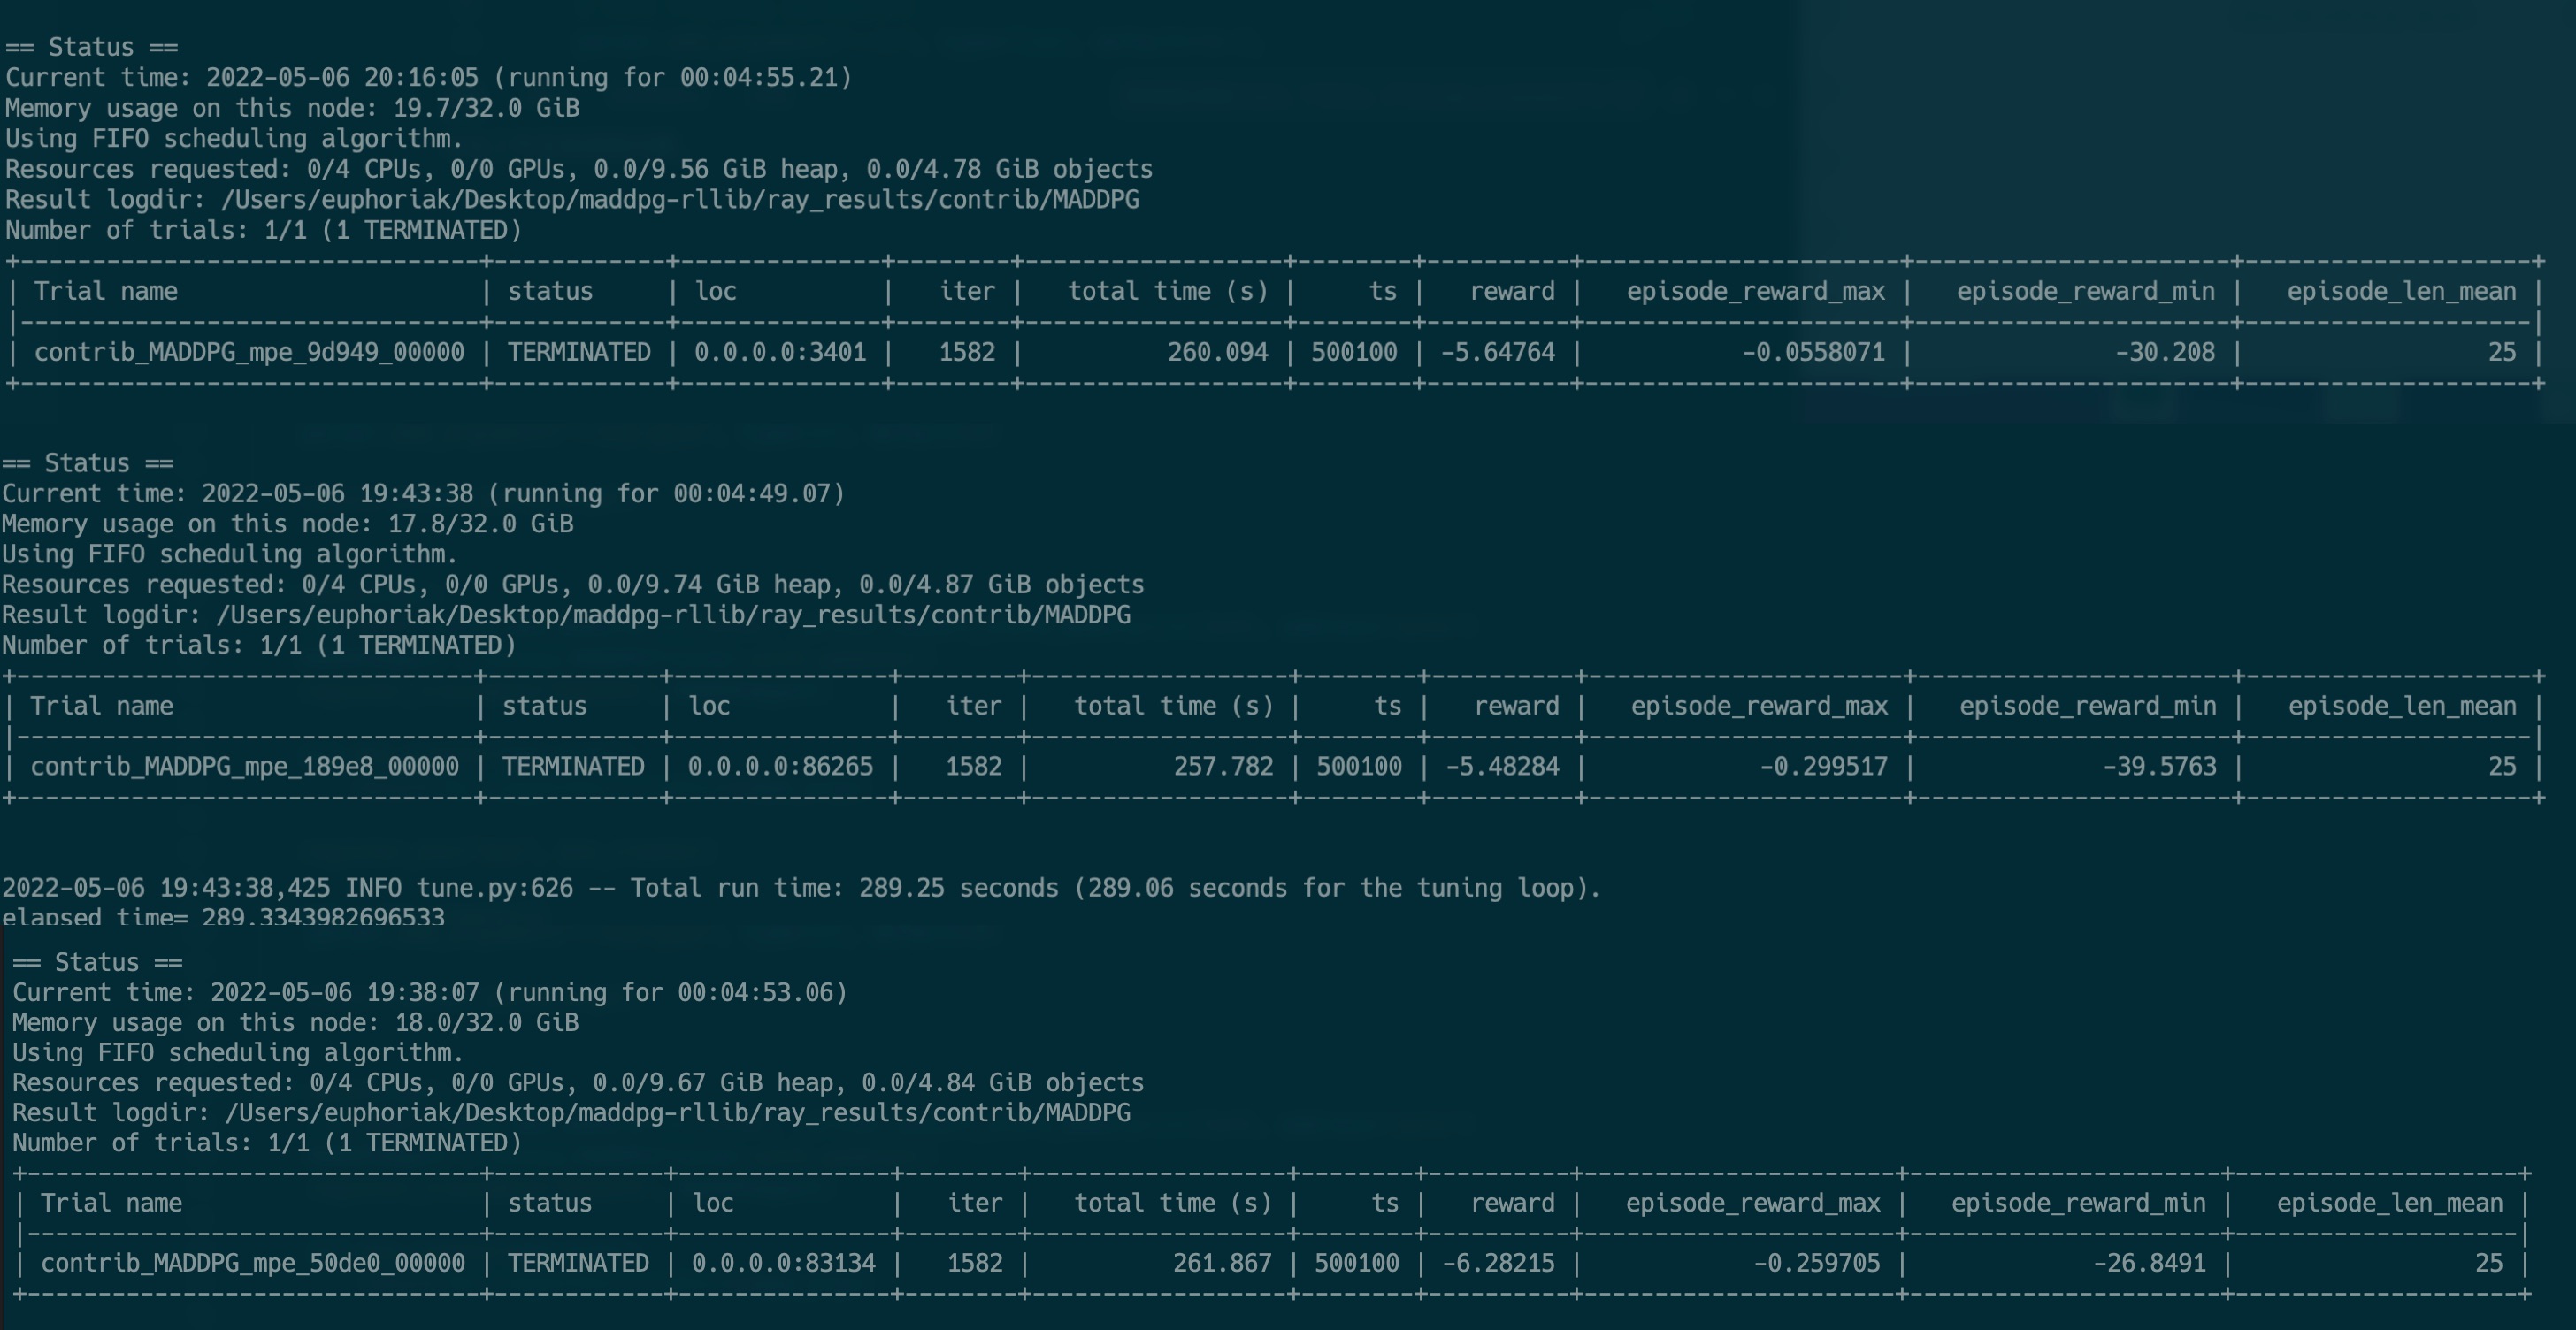 == Status ==
Current time: 2022-05-06 20:16:05 (running for 00:04:55.21)
Memory usage on this node: 19.7/32.0 GiB
Using FIFO scheduling algorithm.
Resources requested: 0/4 CPUs, 0/0 GPUs, 0.0/9.56 GiB heap, 0.0/4.78 GiB objects
Result logdir: /Users/euphoriak/Desktop/maddpg-rllib/ray_results/contrib/MADDPG
Number of trials: 1/1 (1 TERMINATED)
+--------------------------------+------------+---------------+--------+------------------+--------+----------+----------------------+----------------------+--------------------+
| Trial name                     | status     | loc           |   iter |   total time (s) |     ts |   reward |   episode_reward_max |   episode_reward_min |   episode_len_mean |
|--------------------------------+------------+---------------+--------+------------------+--------+----------+----------------------+----------------------+--------------------|
| contrib_MADDPG_mpe_9d949_00000 | TERMINATED | 0.0.0.0:3401 |   1582 |          260.094 | 500100 | -5.64764 |           -0.0558071 |              -30.208 |                 25 |
+--------------------------------+------------+---------------+--------+------------------+--------+----------+----------------------+----------------------+--------------------+
== Status ==
Current time: 2022-05-06 19:43:38 (running for 00:04:49.07)
Memory usage on this node: 17.8/32.0 GiB
Using FIFO scheduling algorithm.
Resources requested: 0/4 CPUs, 0/0 GPUs, 0.0/9.74 GiB heap, 0.0/4.87 GiB objects
Result logdir: /Users/euphoriak/Desktop/maddpg-rllib/ray_results/contrib/MADDPG
Number of trials: 1/1 (1 TERMINATED)
+--------------------------------+------------+---------------+--------+------------------+--------+----------+----------------------+----------------------+--------------------+
| Trial name                     | status     | loc           |   iter |   total time (s) |     ts |   reward |   episode_reward_max |   episode_reward_min |   episode_len_mean |
|--------------------------------+------------+---------------+--------+------------------+--------+----------+----------------------+----------------------+--------------------|
| contrib_MADDPG_mpe_189e8_00000 | TERMINATED | 0.0.0.0:86265 |   1582 |          257.782 | 500100 | -5.48284 |            -0.299517 |             -39.5763 |                 25 |
+--------------------------------+------------+---------------+--------+------------------+--------+----------+----------------------+----------------------+--------------------+
2022-05-06 19:43:38,425 INFO tune.py:626 -- Total run time: 289.25 seconds (289.06 seconds for the tuning loop).
elapsed time= 289.3343982696533
== Status ==
Current time: 2022-05-06 19:38:07 (running for 00:04:53.06)
Memory usage on this node: 18.0/32.0 GiB
Using FIFO scheduling algorithm.
Resources requested: 0/4 CPUs, 0/0 GPUs, 0.0/9.67 GiB heap, 0.0/4.84 GiB objects
Result logdir: /Users/euphoriak/Desktop/maddpg-rllib/ray_results/contrib/MADDPG
Number of trials: 1/1 (1 TERMINATED)
+--------------------------------+------------+---------------+--------+------------------+--------+----------+----------------------+----------------------+--------------------+
| Trial name                     | status     | loc           |   iter |   total time (s) |     ts |   reward |   episode_reward_max |   episode_reward_min |   episode_len_mean |
|--------------------------------+------------+---------------+--------+------------------+--------+----------+----------------------+----------------------+--------------------|
| contrib_MADDPG_mpe_50de0_00000 | TERMINATED | 0.0.0.0:83134 |   1582 |          261.867 | 500100 | -6.28215 |            -0.259705 |             -26.8491 |                 25 |
+--------------------------------+------------+---------------+--------+------------------+--------+----------+----------------------+----------------------+--------------------+